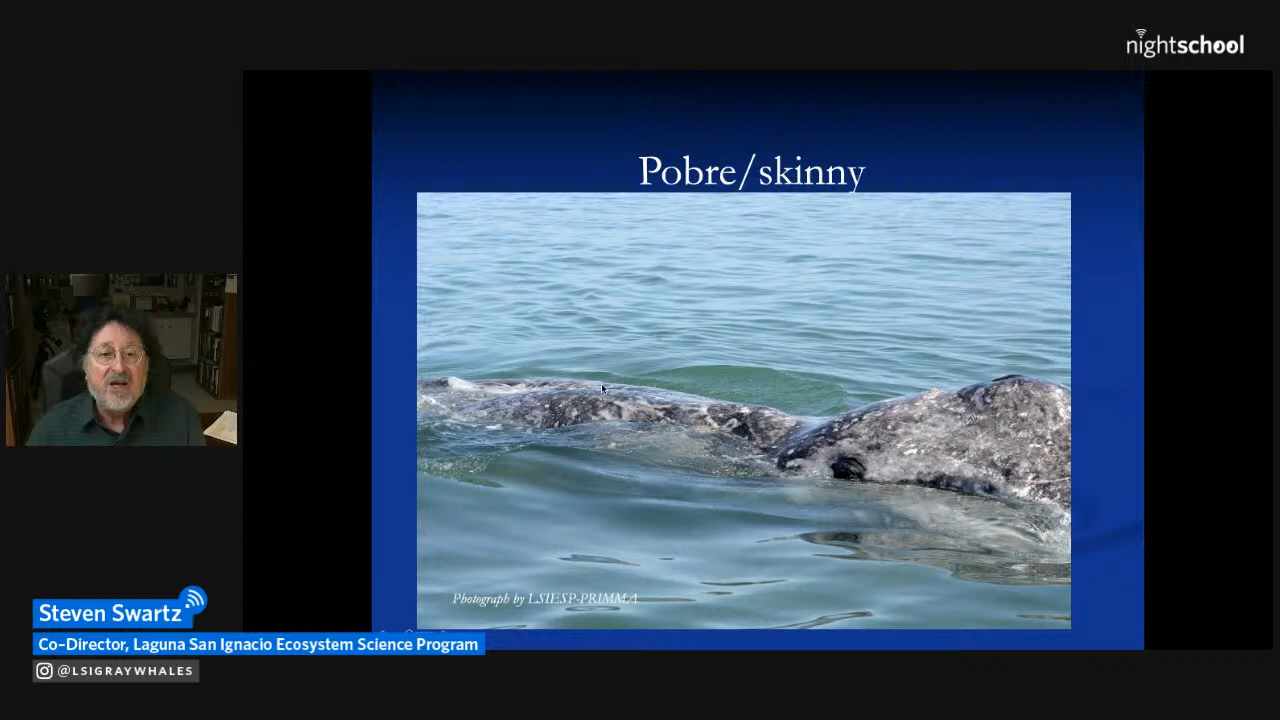 nightschool
Pobre/skinny
Photograph by LSIESP-PRIMMA
Steven Swartz
Co-Director, Laguna San Ignacio Ecosystem Science Program
@LSIGRAYWHALES